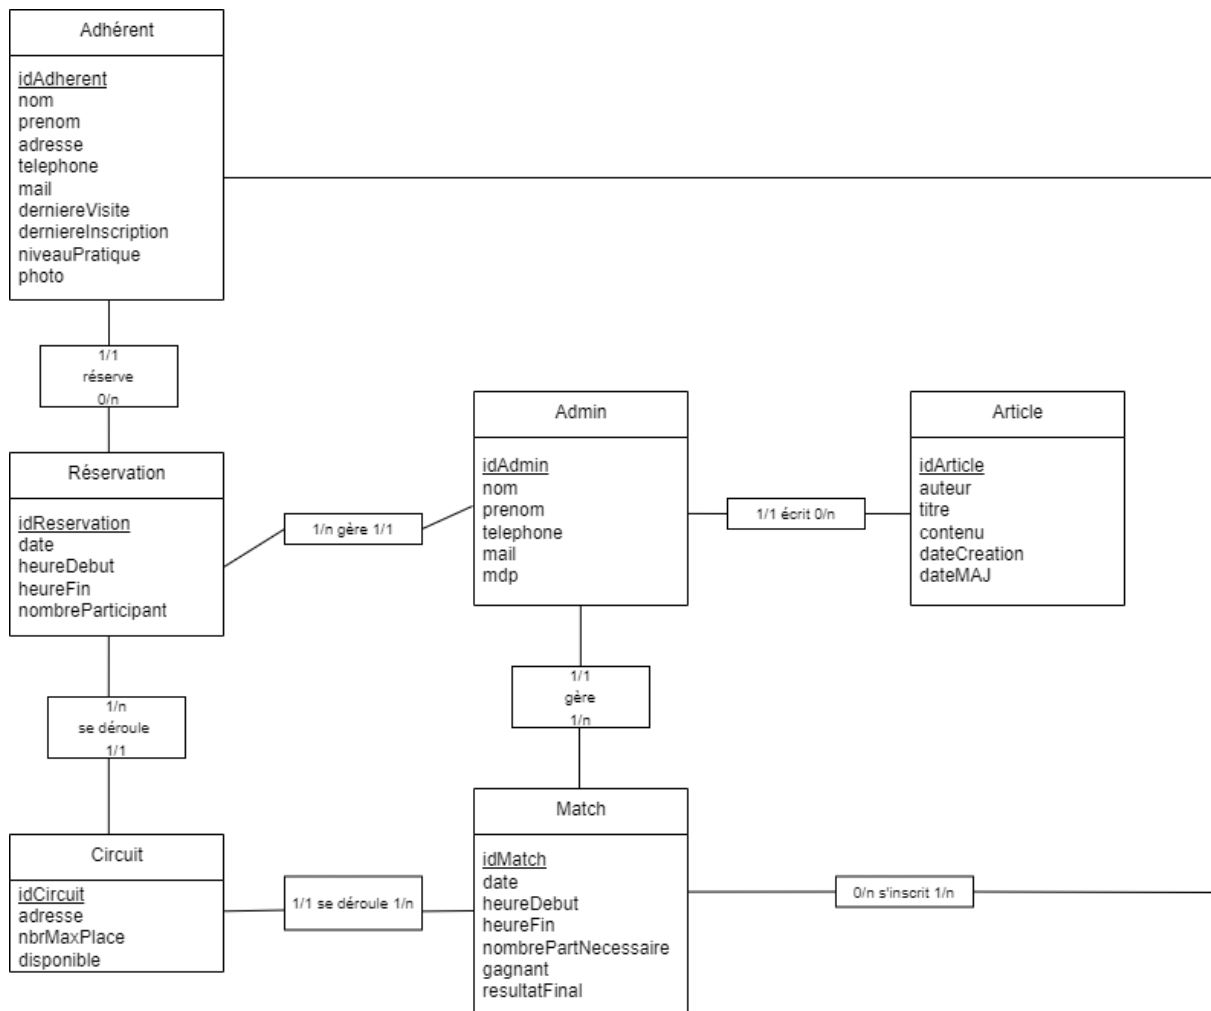 Adhérent
idAdherent
nom
prenom
adresse
telephone
mail
derniereVisite
derniereInscription
niveauPratique
photo
1/1
réserve
0/n
Réservation
idReservation
date
heureDebut
heureFin
nombreParticipant
1/n gère 1/1
Admin
idAdmin
nom
prenom
telephone
mail
mdp
1/1 écrit 0/n
Article
idArticle
auteur
titre
contenu
dateCreation
dateMAJ
1/n
se déroule
1/1
1/1
gère
1/n
Circuit
idCircuit
adresse
nbrMaxPlace
disponible
1/1 se déroule 1/n
Match
idMatch
date
heureDebut
heureFin
nombrePartNecessaire
gagnant
resultatFinal
0/n s'inscrit 1/n